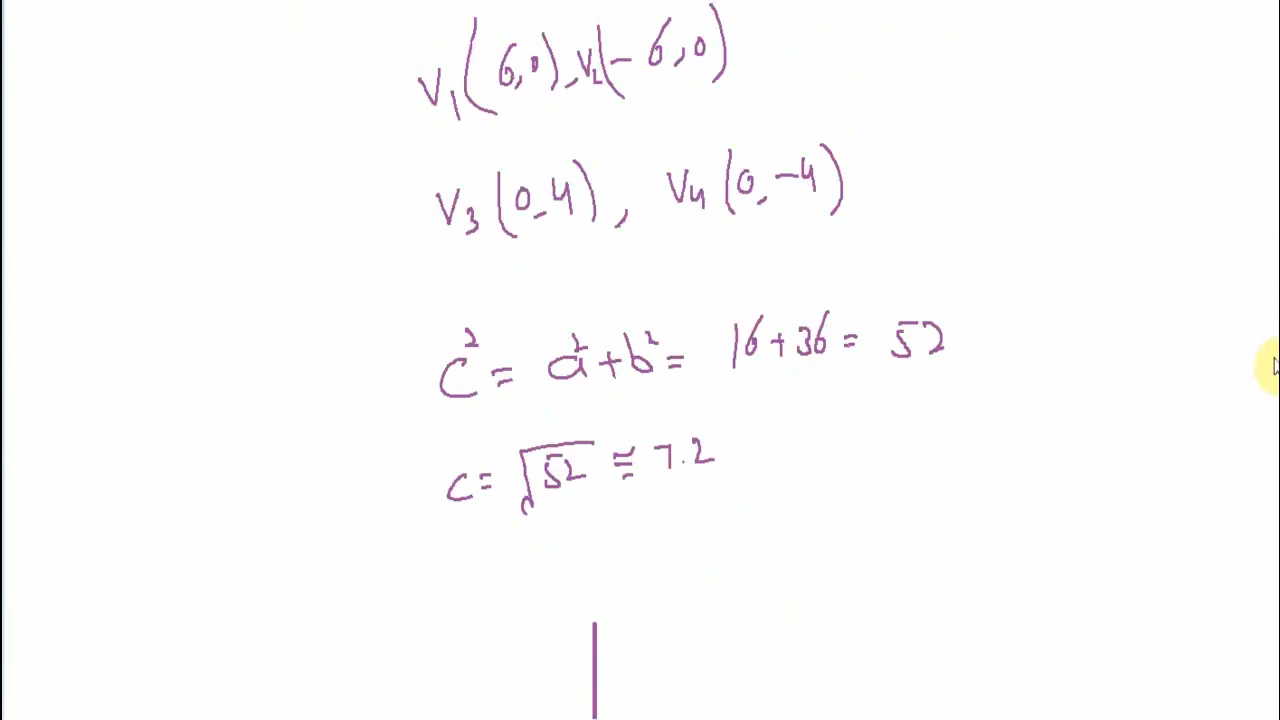 V₁(6,0), V₂(-6,0)
V₃(0,4), V₄(0,-4)
c² = a² + b² = 16 + 36 = 52
c = √52 ≅ 7.2